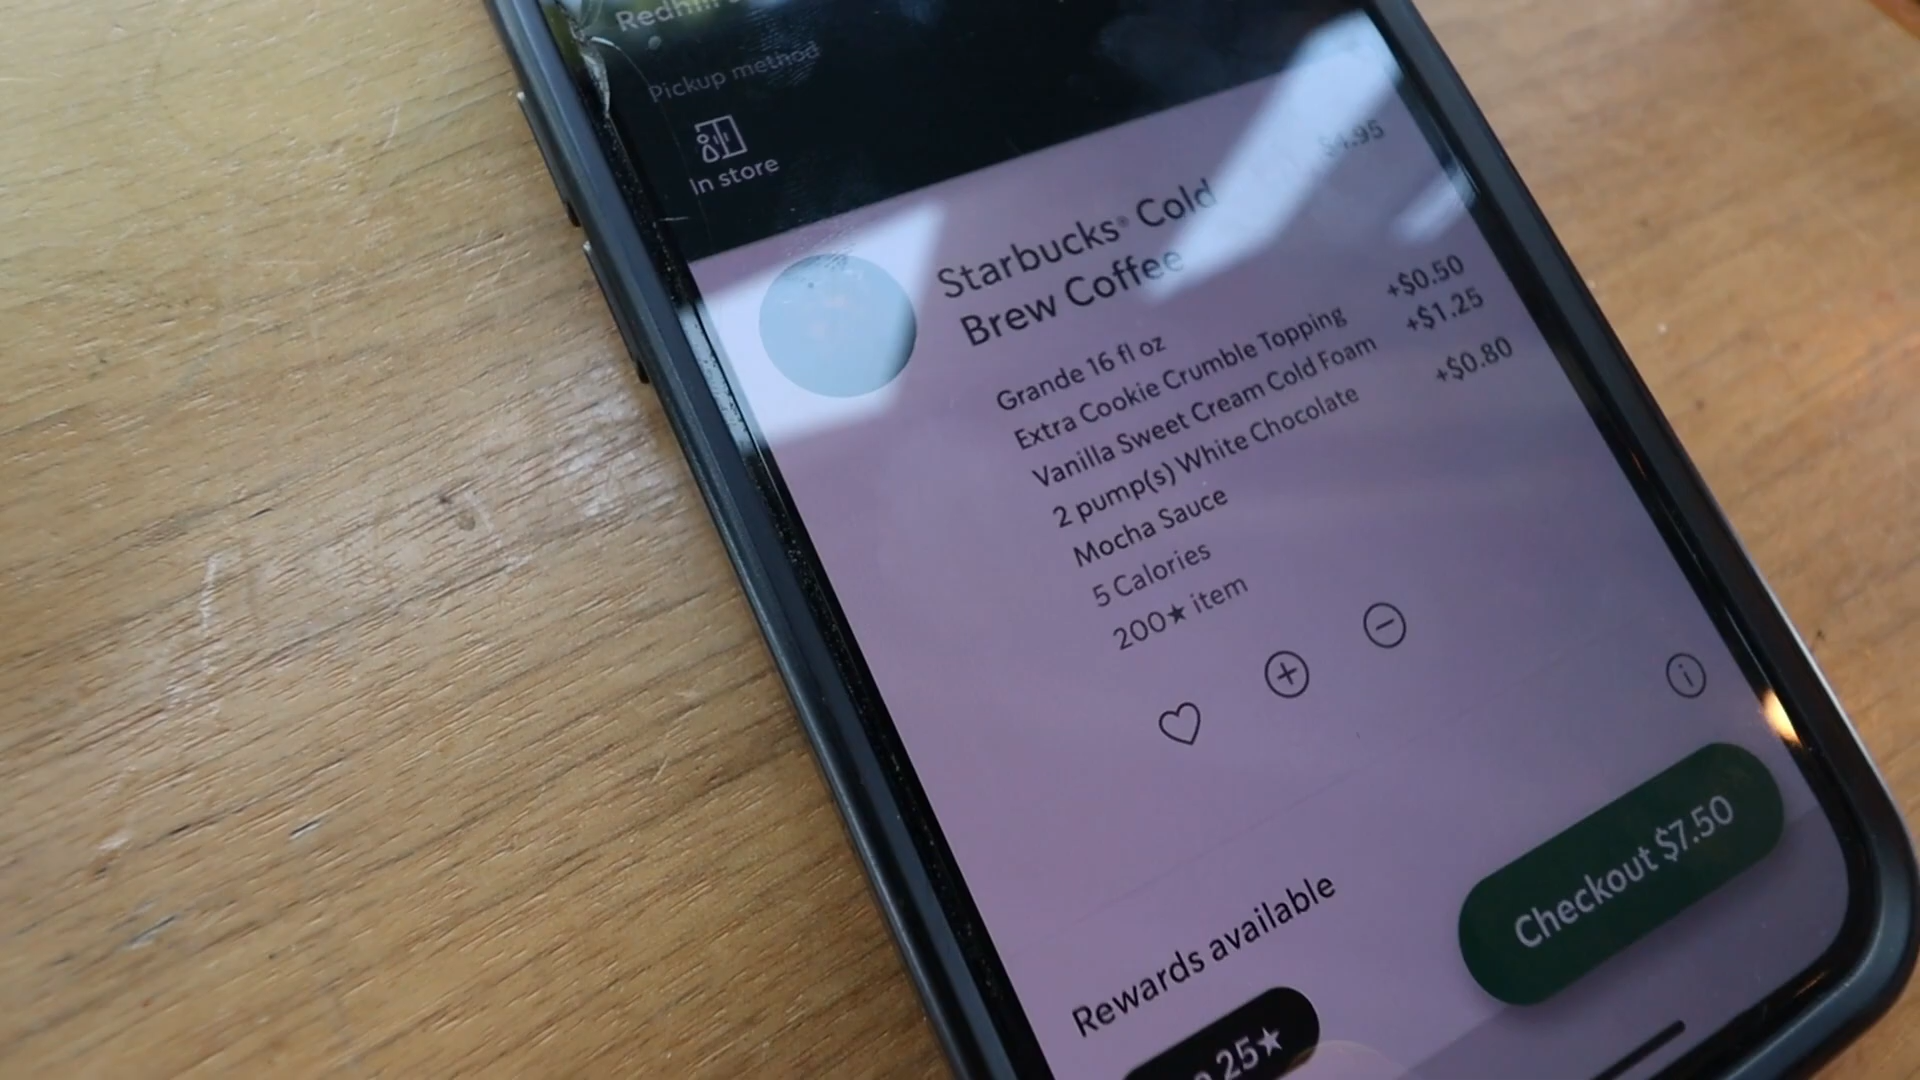 Pickup method
In store
$4.95
Starbucks® Cold
Brew Coffee
Grande 16 fl oz
Extra Cookie Crumble Topping +$0.50
Vanilla Sweet Cream Cold Foam +$1.25
2 pump(s) White Chocolate +$0.80
Mocha Sauce
5 Calories
200★ item
Checkout $7.50
Rewards available
25★